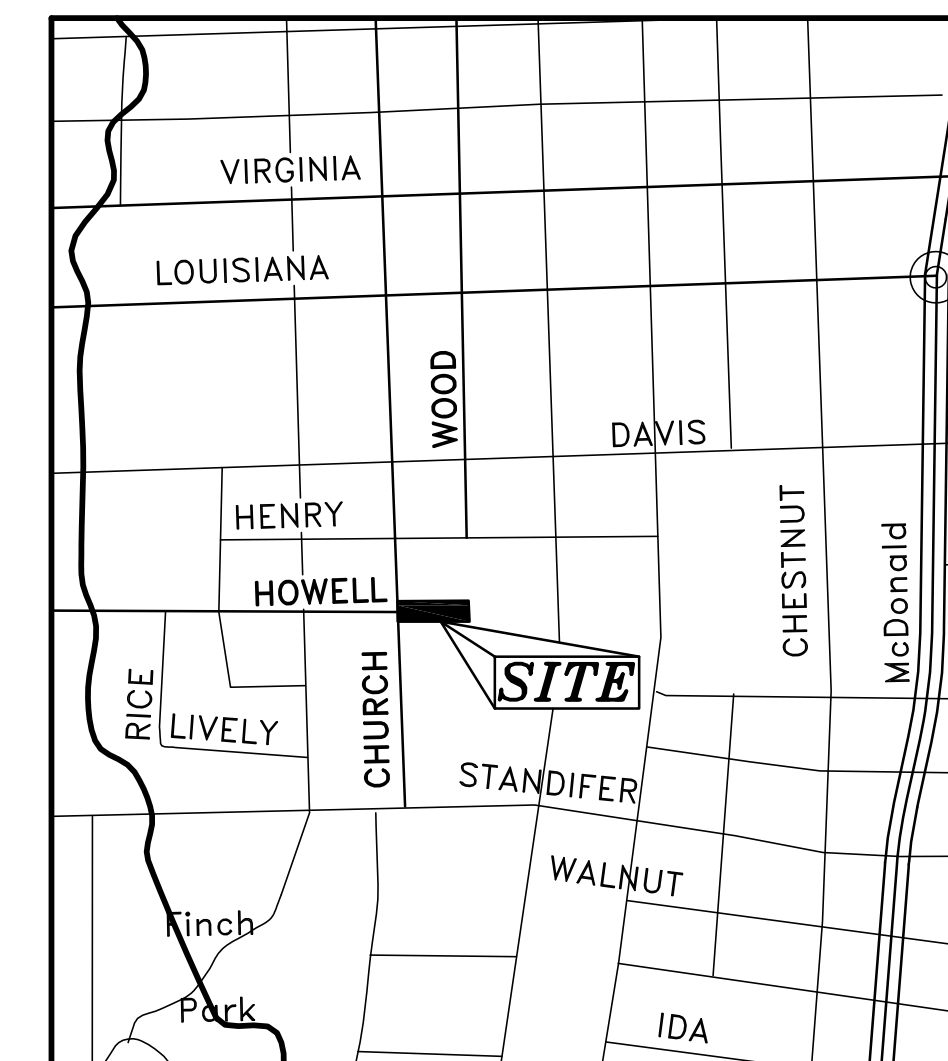 VIRGINIA
LOUISIANA
WOOD
DAVIS
HENRY
CHESTNUT
McDonald
HOWELL
SITE
CHURCH
RICE
LIVELY
STANDIFER
WALNUT
Finch
Park
IDA